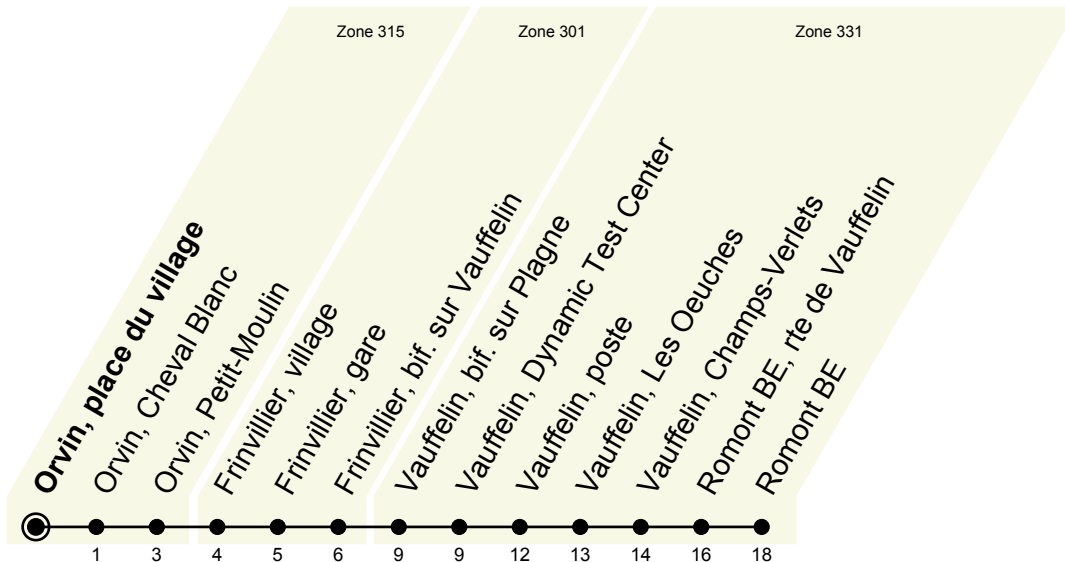 Zone 315
Zone 301
Zone 331
Orvin, place du village
Orvin, Cheval Blanc
Orvin, Petit-Moulin
Frinvillier, village
Frinvillier, gare
Frinvillier, bif. sur Vauffelin
Vauffelin, bif. sur Plagne
Vauffelin, Dynamic Test Center
Vauffelin, poste
Vauffelin, Les Oeuches
Vauffelin, Champs-Verlets
Romont BE, rte de Vauffelin
Romont BE
1 3 4 5 6 9 9 12 13 14 16 18